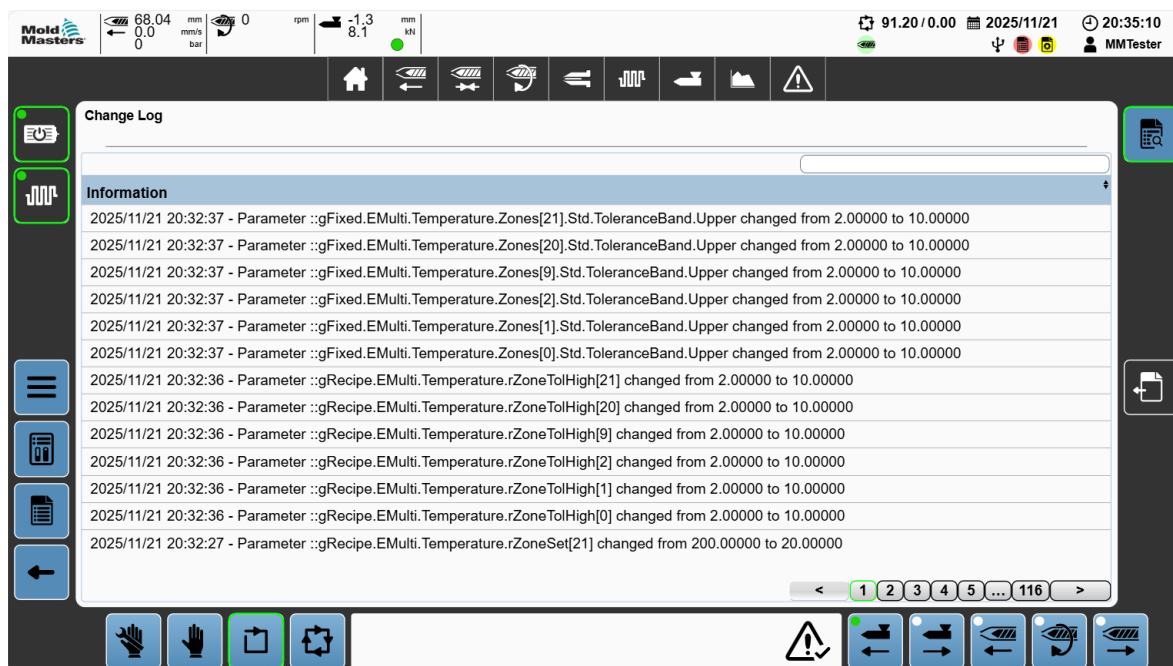 Mold
Masters
68.04 mm
0.0 mm/s
0 bar
0 rpm
-1.3 mm
8.1 kN
91.20 / 0.00
2025/11/21
20:35:10
MMTester
Change Log
Information
2025/11/21 20:32:37 - Parameter ::gFixed.EMulti.Temperature.Zones[21].Std.ToleranceBand.Upper changed from 2.00000 to 10.00000
2025/11/21 20:32:37 - Parameter ::gFixed.EMulti.Temperature.Zones[20].Std.ToleranceBand.Upper changed from 2.00000 to 10.00000
2025/11/21 20:32:37 - Parameter ::gFixed.EMulti.Temperature.Zones[9].Std.ToleranceBand.Upper changed from 2.00000 to 10.00000
2025/11/21 20:32:37 - Parameter ::gFixed.EMulti.Temperature.Zones[2].Std.ToleranceBand.Upper changed from 2.00000 to 10.00000
2025/11/21 20:32:37 - Parameter ::gFixed.EMulti.Temperature.Zones[1].Std.ToleranceBand.Upper changed from 2.00000 to 10.00000
2025/11/21 20:32:37 - Parameter ::gFixed.EMulti.Temperature.Zones[0].Std.ToleranceBand.Upper changed from 2.00000 to 10.00000
2025/11/21 20:32:36 - Parameter ::gRecipe.EMulti.Temperature.rZoneTolHigh[21] changed from 2.00000 to 10.00000
2025/11/21 20:32:36 - Parameter ::gRecipe.EMulti.Temperature.rZoneTolHigh[20] changed from 2.00000 to 10.00000
2025/11/21 20:32:36 - Parameter ::gRecipe.EMulti.Temperature.rZoneTolHigh[9] changed from 2.00000 to 10.00000
2025/11/21 20:32:36 - Parameter ::gRecipe.EMulti.Temperature.rZoneTolHigh[2] changed from 2.00000 to 10.00000
2025/11/21 20:32:36 - Parameter ::gRecipe.EMulti.Temperature.rZoneTolHigh[1] changed from 2.00000 to 10.00000
2025/11/21 20:32:36 - Parameter ::gRecipe.EMulti.Temperature.rZoneTolHigh[0] changed from 2.00000 to 10.00000
2025/11/21 20:32:27 - Parameter ::gRecipe.EMulti.Temperature.rZoneSet[21] changed from 200.00000 to 20.00000
< 1 2 3 4 5 ... 116 >